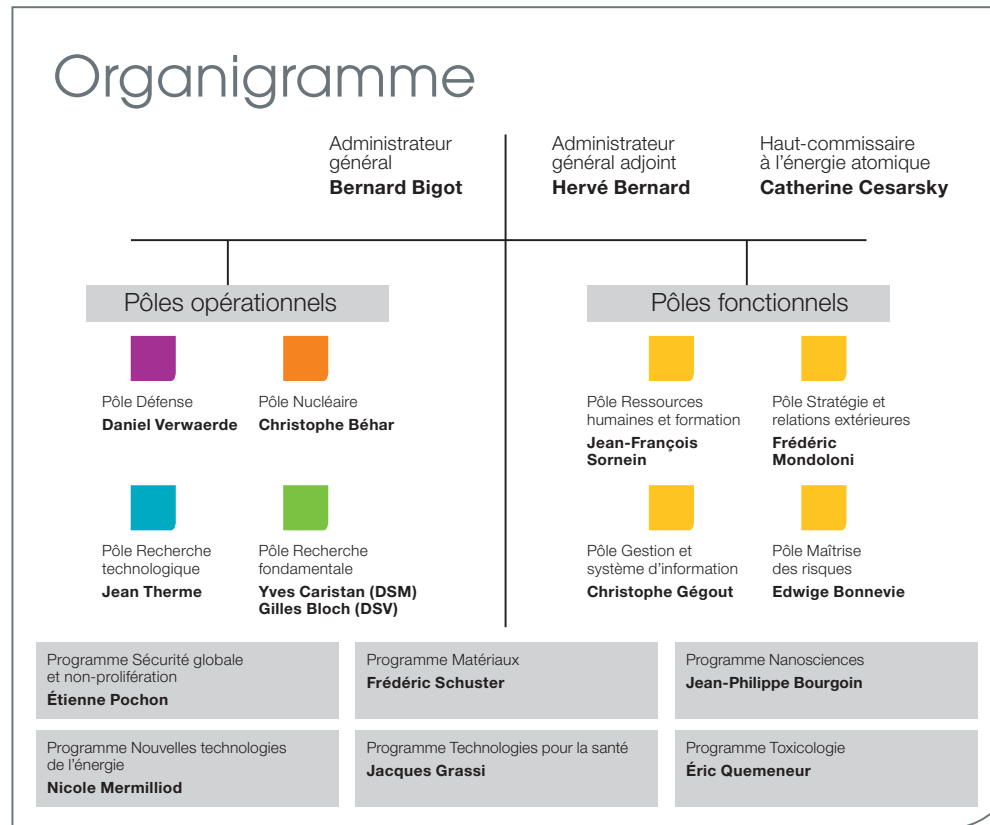 Organigramme
Administrateur
général
Bernard Bigot
Administrateur
général adjoint
Hervé Bernard
Haut-commissaire
à l'énergie atomique
Catherine Cesarsky
Pôles opérationnels
Pôle Défense
Daniel Verwaerde
Pôle Nucléaire
Christophe Béhar
Pôle Recherche
technologique
Jean Therme
Pôle Recherche
fondamentale
Yves Caristan (DSM)
Gilles Bloch (DSV)
Pôles fonctionnels
Pôle Ressources
humaines et formation
Jean-François
Sornein
Pôle Stratégie et
relations extérieures
Frédéric
Mondoloni
Pôle Gestion et
système d'information
Christophe Gégout
Pôle Maîtrise
des risques
Edwige Bonnevie
Programme Sécurité globale
et non-prolifération
Étienne Pochon
Programme Matériaux
Frédéric Schuster
Programme Nanosciences
Jean-Philippe Bourgoin
Programme Nouvelles technologies
de l'énergie
Nicole Mermilliod
Programme Technologies pour la santé
Jacques Grassi
Programme Toxicologie
Éric Quemeneur